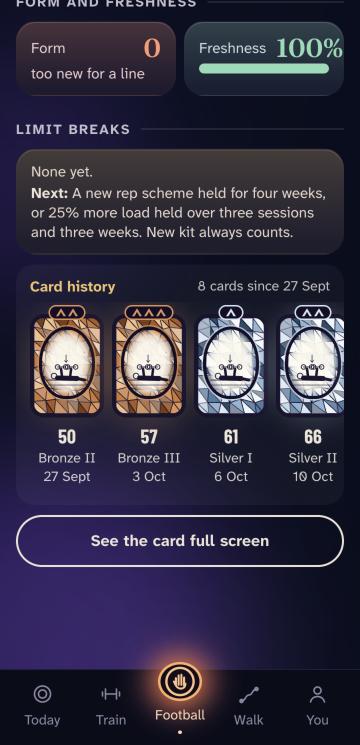 FORM AND FRESHNESS
Form 0
too new for a line
Freshness 100%
LIMIT BREAKS
None yet.
Next: A new rep scheme held for four weeks,
or 25% more load held over three sessions
and three weeks. New kit always counts.
Card history 8 cards since 27 Sept
50 57 61 66
Bronze II Bronze III Silver I Silver II
27 Sept 3 Oct 6 Oct 10 Oct
See the card full screen
Today Train Football Walk You